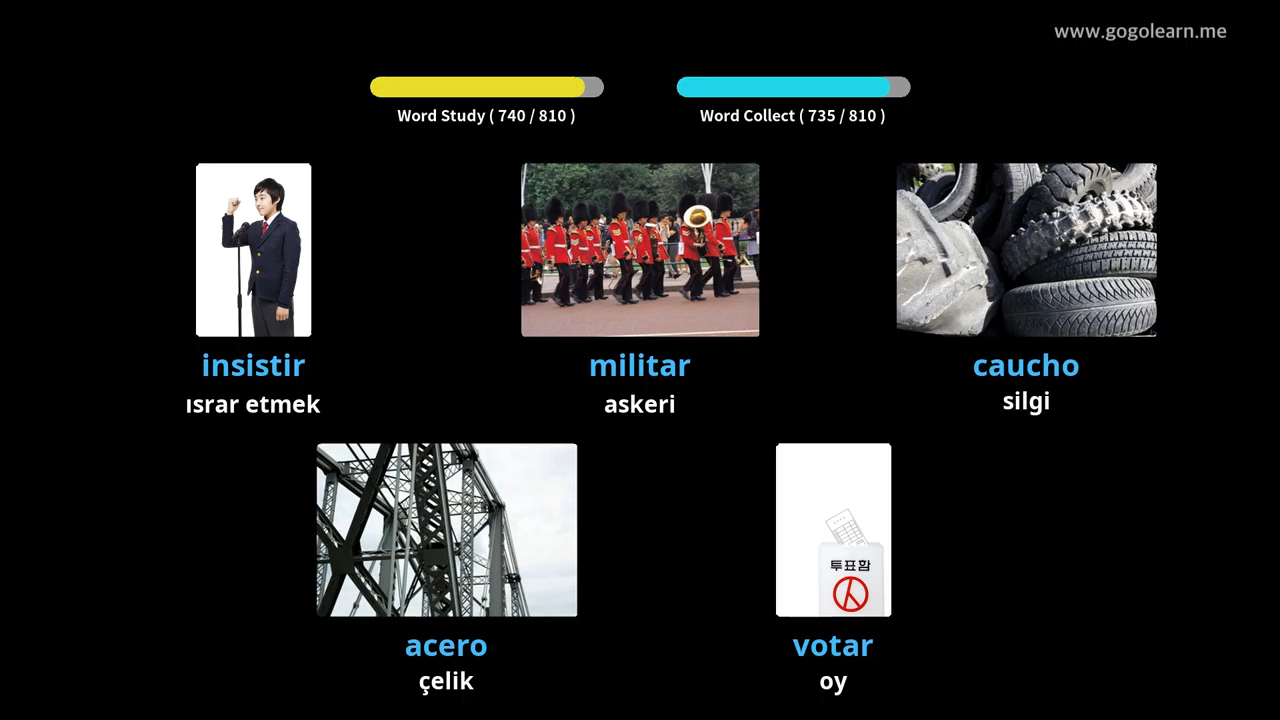 www.gogolearn.me
Word Study ( 740 / 810 )
Word Collect ( 735 / 810 )
insistir
ısrar etmek
militar
askeri
caucho
silgi
투표함
acero
çelik
votar
oy